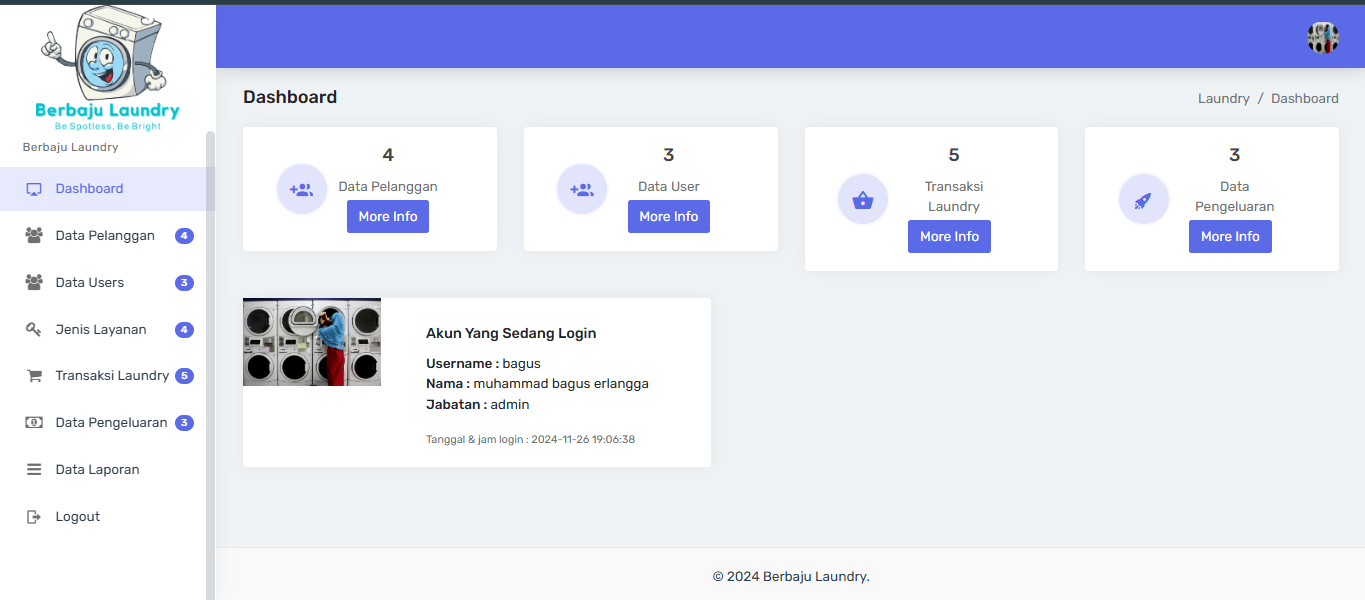 Berbaju Laundry
Be Spotless, Be Bright
Berbaju Laundry
Dashboard
Data Pelanggan 4
Data Users 3
Jenis Layanan 4
Transaksi Laundry 5
Data Pengeluaran 3
Data Laporan
Logout
Dashboard
Laundry / Dashboard
4
Data Pelanggan
More Info
3
Data User
More Info
5
Transaksi
Laundry
More Info
3
Data
Pengeluaran
More Info
Akun Yang Sedang Login
Username : bagus
Nama : muhammad bagus erlangga
Jabatan : admin
Tanggal & jam login : 2024-11-26 19:06:38
© 2024 Berbaju Laundry.